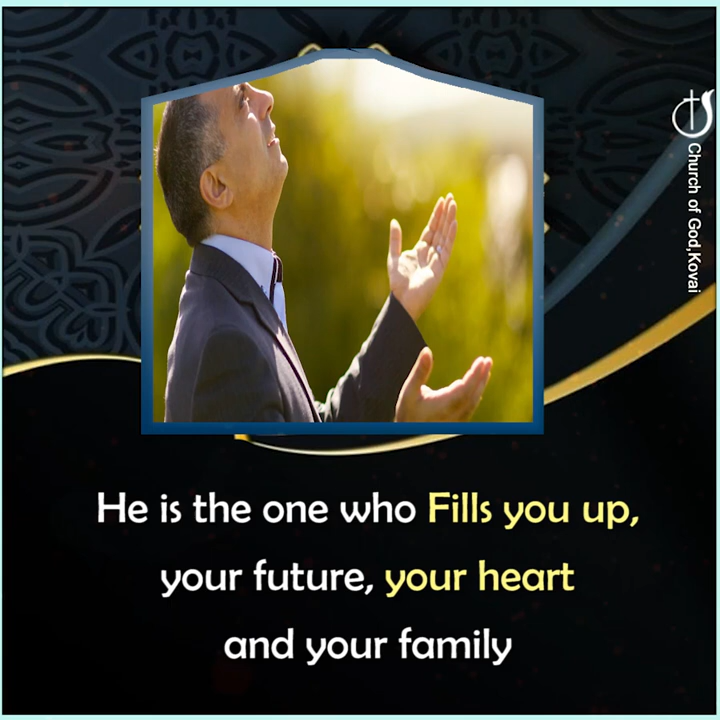 Church of God,Kovai
He is the one who Fills you up,
your future, your heart
and your family